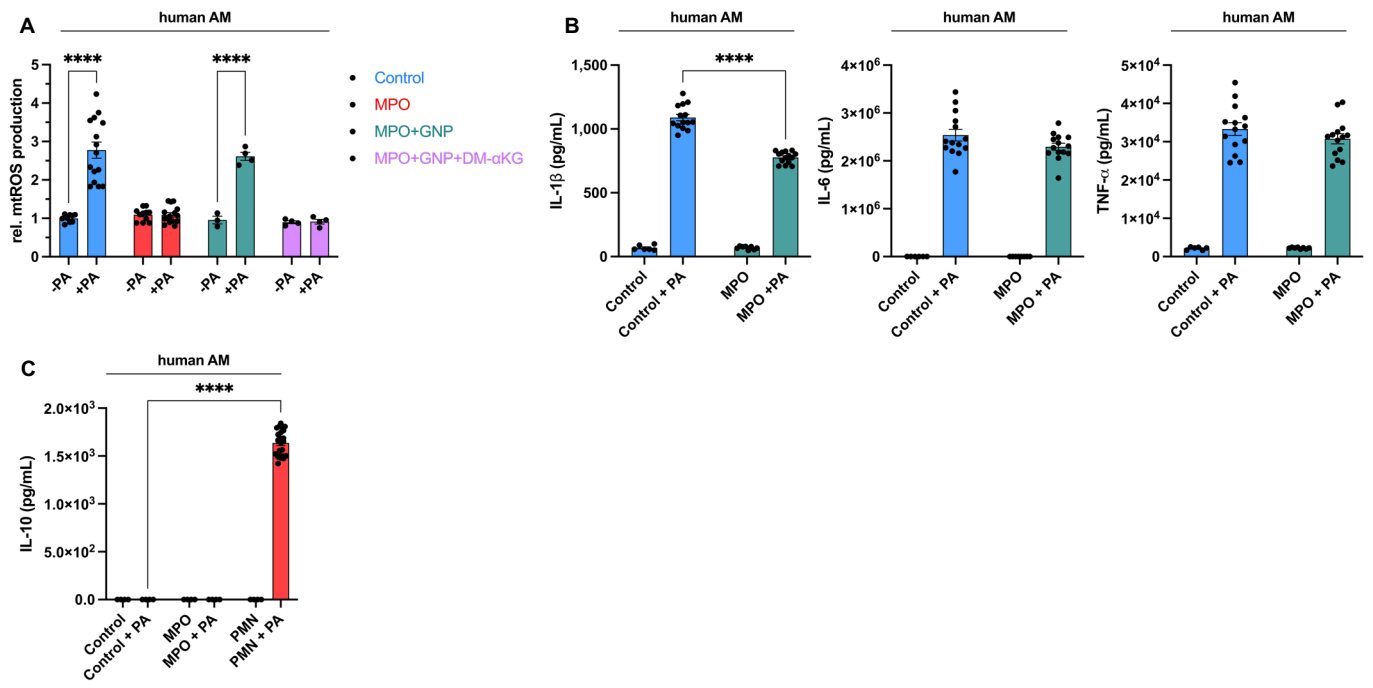 A
human AM
rel. mtROS production
5
4
3
2
1
0
****
****
-PA
+PA
-PA
+PA
-PA
+PA
-PA
+PA
Control
MPO
MPO+GNP
MPO+GNP+DM-αKG
B
human AM
IL-1β (pg/mL)
1,500
1,000
500
0
****
Control
Control + PA
MPO
MPO +PA
human AM
IL-6 (pg/mL)
4×10⁶
3×10⁶
2×10⁶
1×10⁶
0
Control
Control + PA
MPO
MPO + PA
human AM
TNF-α (pg/mL)
5×10⁴
4×10⁴
3×10⁴
2×10⁴
1×10⁴
0
Control
Control + PA
MPO
MPO + PA
C
human AM
IL-10 (pg/mL)
2.0×10³
1.5×10³
1.0×10³
5.0×10²
0.0
****
Control
Control + PA
MPO
MPO + PA
PMN
PMN + PA